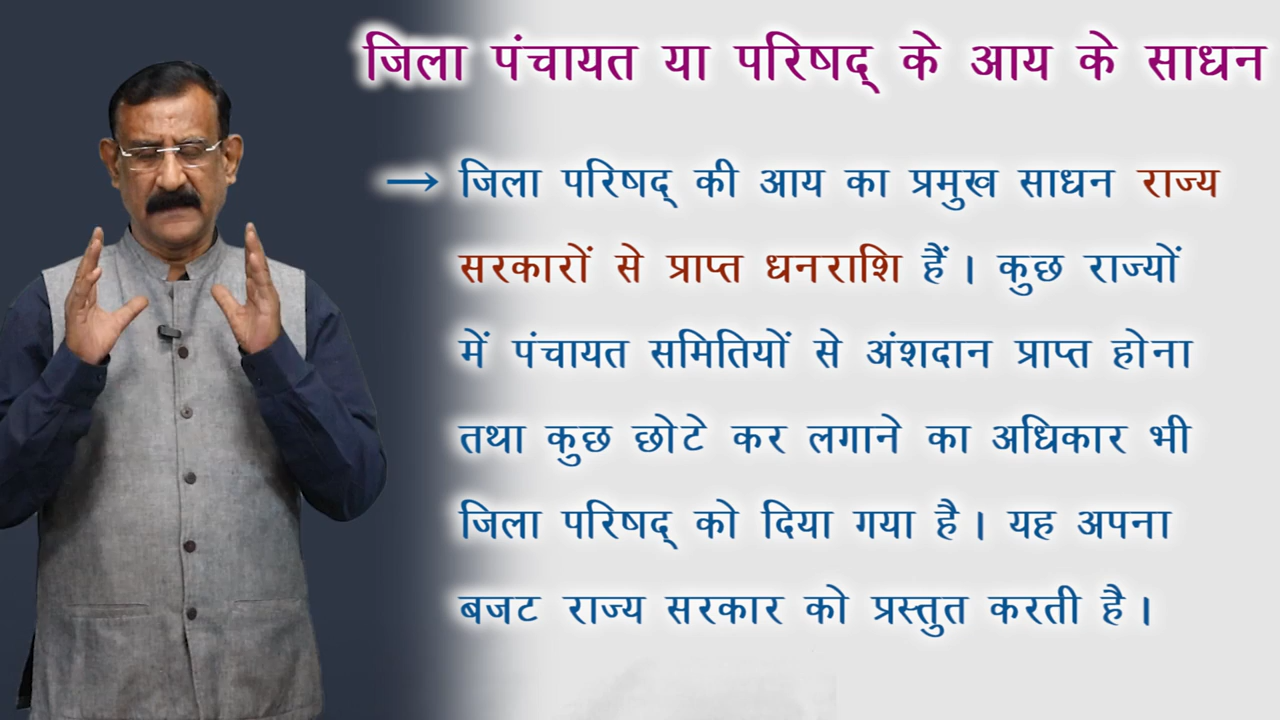 जिला पंचायत या परिषद् के आय के साधन
→ जिला परिषद् की आय का प्रमुख साधन राज्य
सरकारों से प्राप्त धनराशि हैं। कुछ राज्यों
में पंचायत समितियों से अंशदान प्राप्त होना
तथा कुछ छोटे कर लगाने का अधिकार भी
जिला परिषद् को दिया गया है। यह अपना
बजट राज्य सरकार को प्रस्तुत करती है।